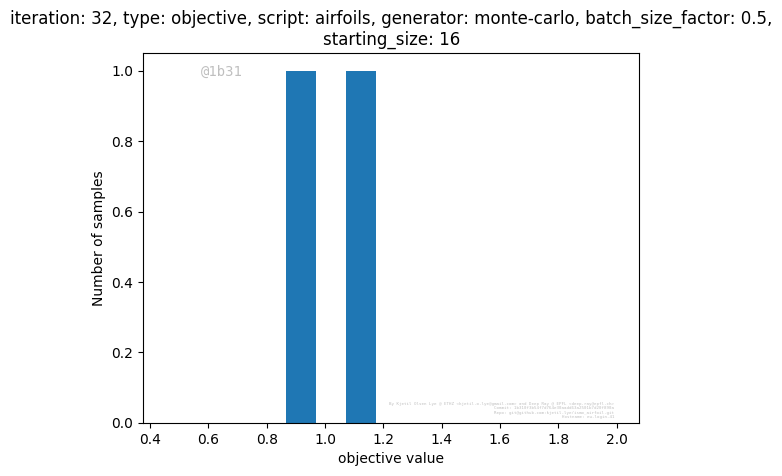 iteration: 32, type: objective, script: airfoils, generator: monte-carlo, batch_size_factor: 0.5,
starting_size: 16
@1b31
1.0
0.8
0.6
0.4
0.2
0.0
Number of samples
0.4 0.6 0.8 1.0 1.2 1.4 1.6 1.8 2.0
objective value